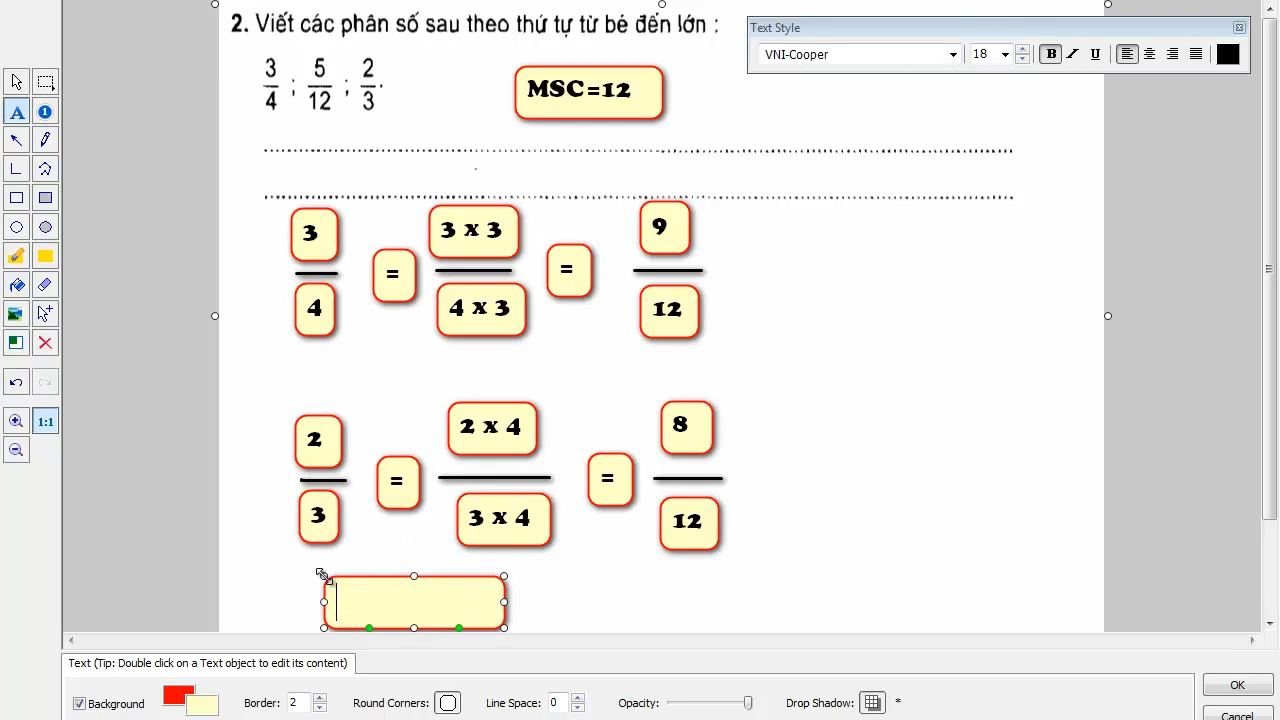 2. Viết các phân số sau theo thứ tự từ bé đến lớn :
3/4 ; 5/12 ; 2/3.
MSC=12
Text Style
VNI-Cooper 18 B I U
1:1
3/4 = 3 x 3/4 x 3 = 9/12
2/3 = 2 x 4/3 x 4 = 8/12
Text (Tip: Double click on a Text object to edit its content)
Background Border: 2 Round Corners: Line Space: 0 Opacity: Drop Shadow: *
OK
Cancel